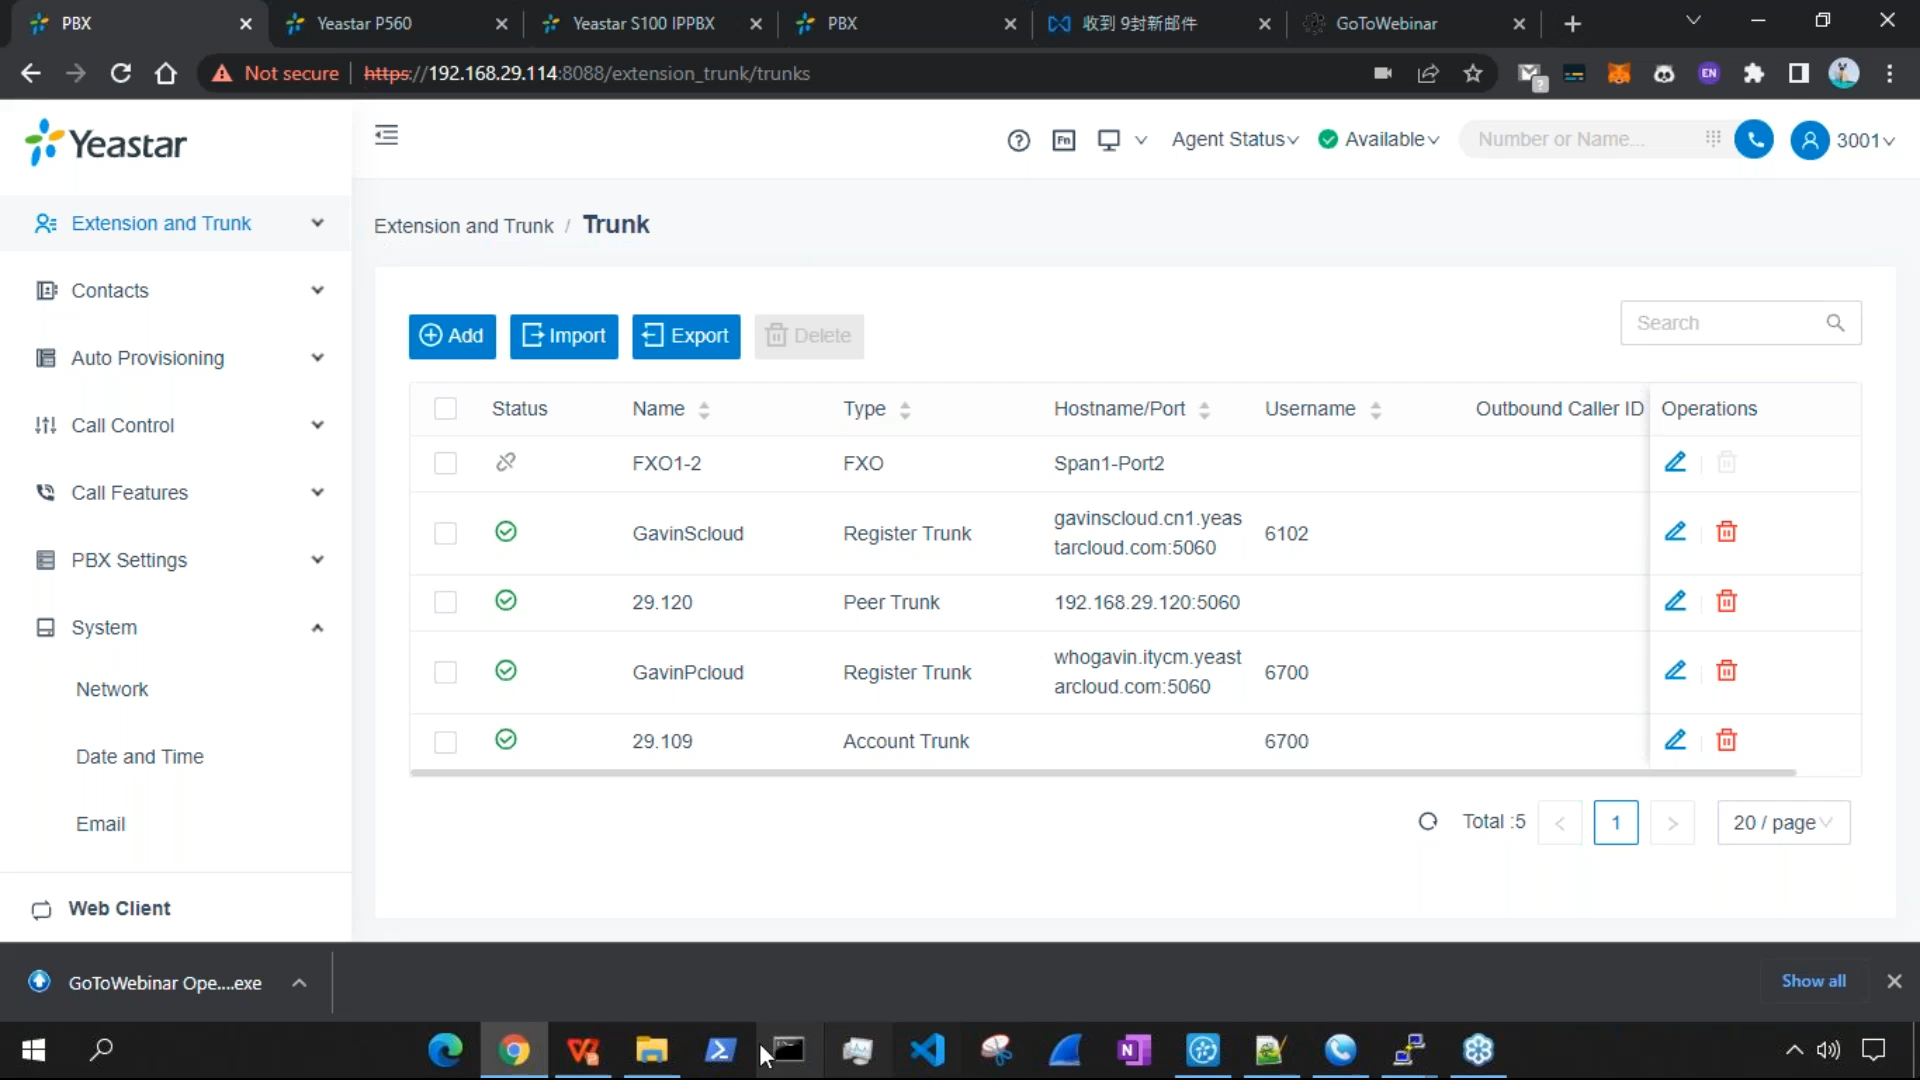 PBX
Yeastar P560
Yeastar S100 IPPBX
PBX
收到 9封新邮件
GoToWebinar
Not secure
https://192.168.29.114:8088/extension_trunk/trunks
EN
Yeastar
Fn
Agent Status
Available
Number or Name...
3001
Extension and Trunk
Contacts
Auto Provisioning
Call Control
Call Features
PBX Settings
System
Network
Date and Time
Email
Web Client
Extension and Trunk / Trunk
Add
Import
Export
Delete
Search
Status Name Type Hostname/Port Username Outbound Caller ID Operations
FXO1-2 FXO Span1-Port2
GavinScloud Register Trunk gavinscloud.cn1.yeas
tarcloud.com:5060 6102
29.120 Peer Trunk 192.168.29.120:5060
GavinPcloud Register Trunk whogavin.itycm.yeast
arcloud.com:5060 6700
29.109 Account Trunk 6700
Total :5 < 1 > 20 / page
GoToWebinar Ope....exe
Show all